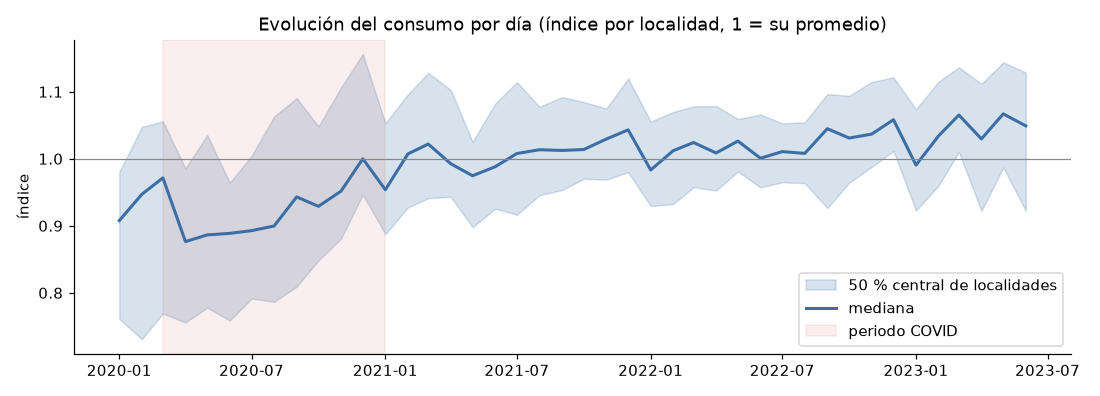 Evolución del consumo por día (índice por localidad, 1 = su promedio)
índice
1.1
1.0
0.9
0.8
50 % central de localidades
mediana
periodo COVID
2020-01 2020-07 2021-01 2021-07 2022-01 2022-07 2023-01 2023-07